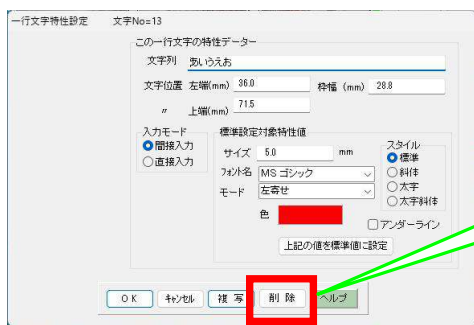 一行文字特性設定 文字No=13
この一行文字の特性データー
文字列 あいうえお
文字位置 左端(mm) 36.0 枠幅 (mm) 28.8
〃 上端(mm) 71.5
入力モード
間接入力
直接入力
標準設定対象特性値
サイズ 5.0 mm
フォント名 MS ゴシック
モード 左寄せ
色
スタイル
標準
斜体
太字
太字斜体
アンダーライン
上記の値を標準値に設定
OK キャンセル 複写 削除 ヘルプ